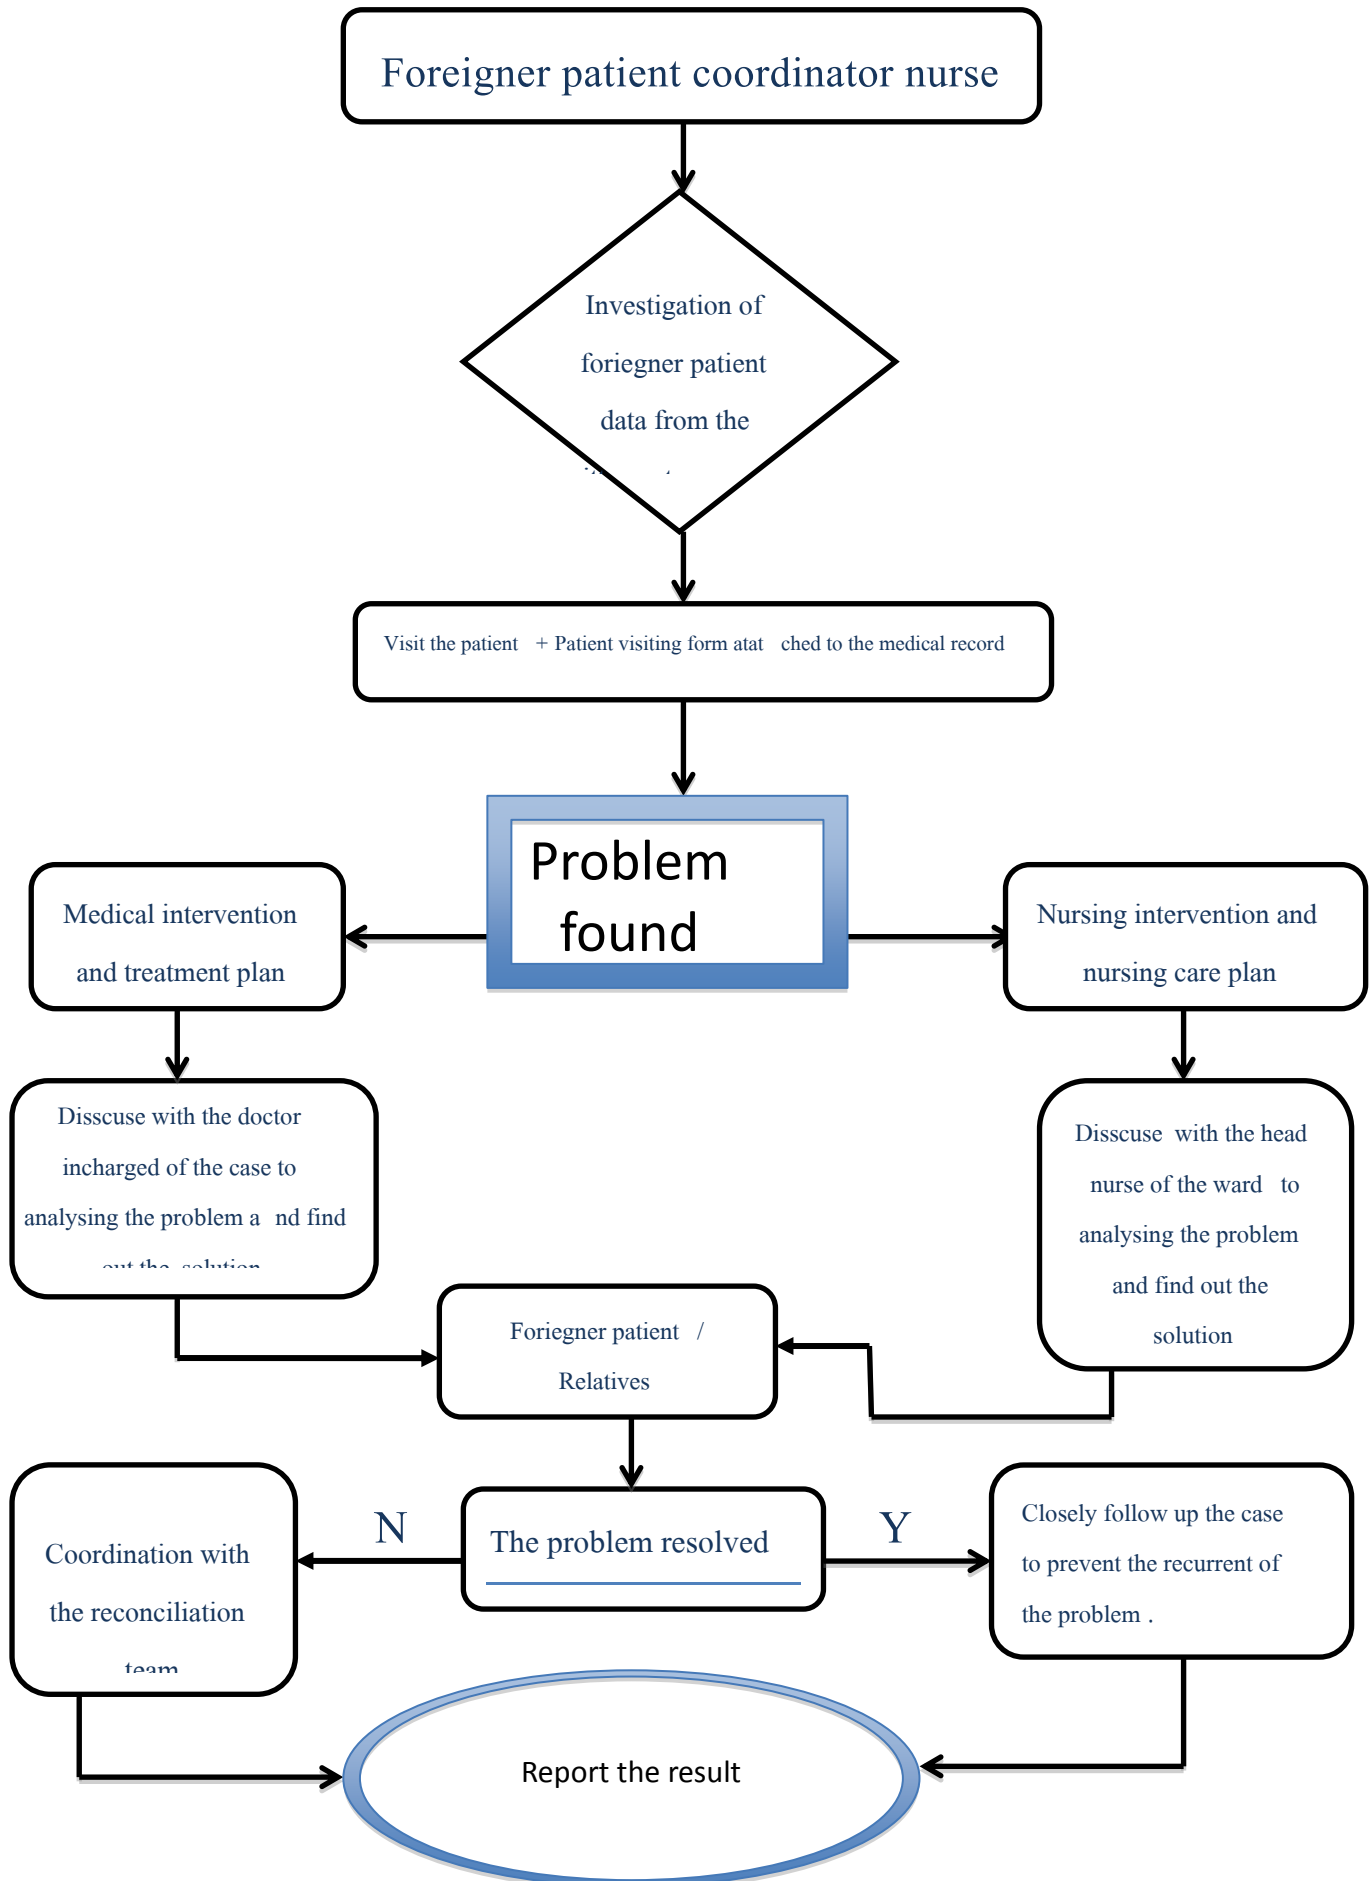 Foreigner patient coordinator nurse
Investigation of
foriegner patient
data from the
Visit the patient + Patient visiting form atat ched to the medical record
Problem
found
Medical intervention
and treatment plan
Nursing intervention and
nursing care plan
Disscuse with the doctor
incharged of the case to
analysing the problem a nd find
out the solution
Disscuse with the head
nurse of the ward to
analysing the problem
and find out the
solution
Foriegner patient /
Relatives
The problem resolved
N
Y
Coordination with
the reconciliation
team
Closely follow up the case
to prevent the recurrent of
the problem .
Report the result